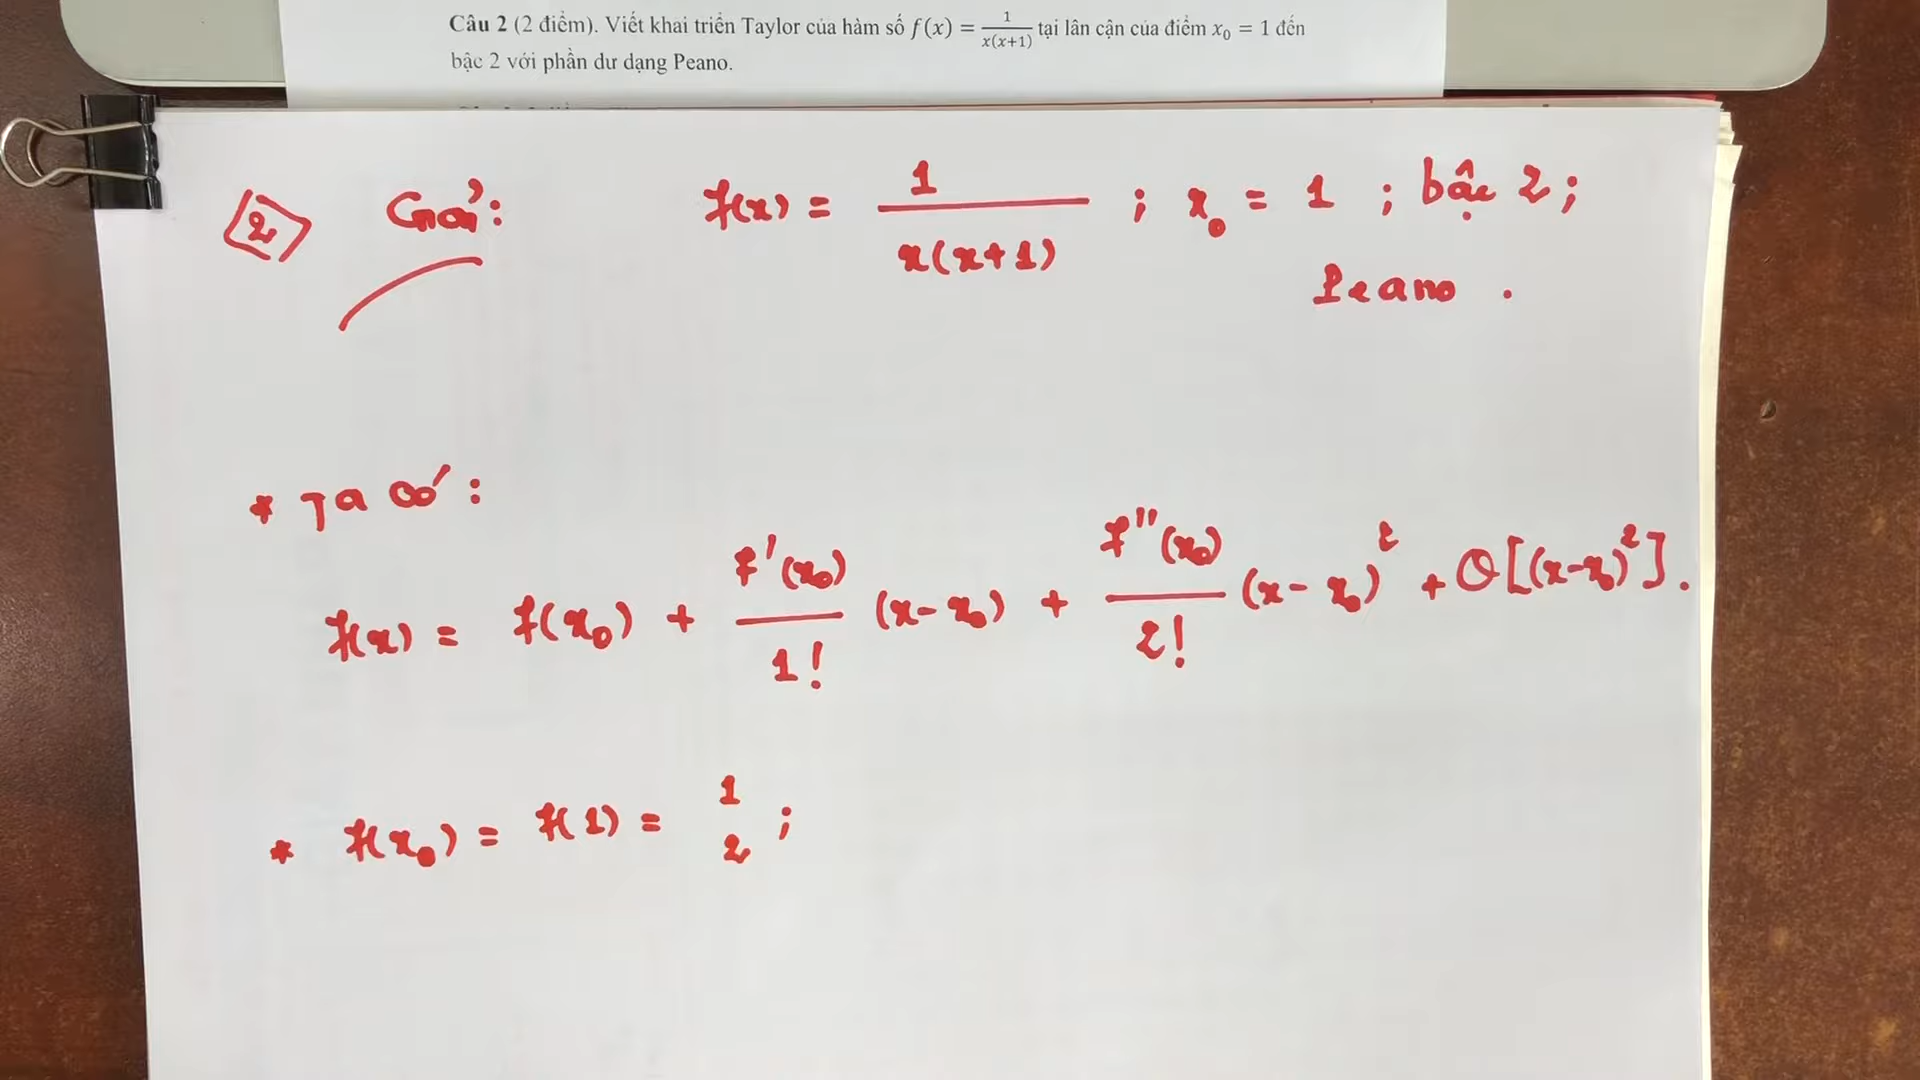 Câu 2 (2 điểm). Viết khai triển Taylor của hàm số f(x) = 1/(x(x+1)) tại lân cận của điểm x₀ = 1 đến
bậc 2 với phần dư dạng Peano.
2 Giải: f(x) = 1/(x(x+1)) ; x₀ = 1 ; bậc 2 ;
Peano .
* Ta có:
f(x) = f(x₀) + f'(x₀)/1! (x-x₀) + f''(x₀)/2! (x-x₀)² + O[(x-x₀)²].
* f(x₀) = f(1) = 1/2 ;